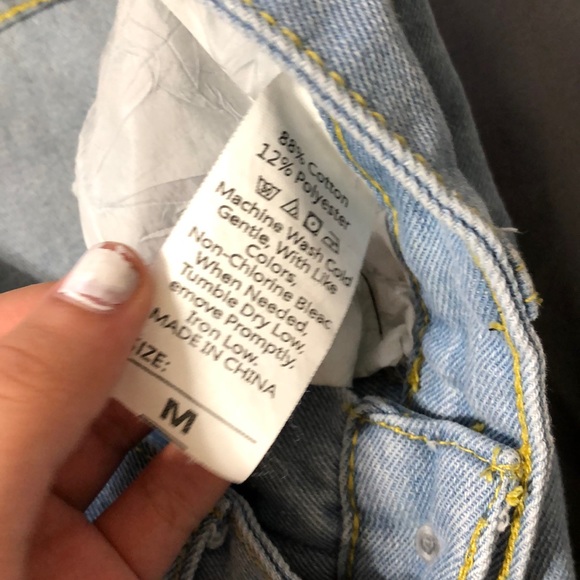 88% Cotton
12% Polyester
Machine Wash Cold
Gentle, With Like
Colors,
Non-Chlorine Bleac
When Needed,
Tumble Dry Low,
emove Promptly,
Iron Low.
MADE IN CHINA
SIZE:
M